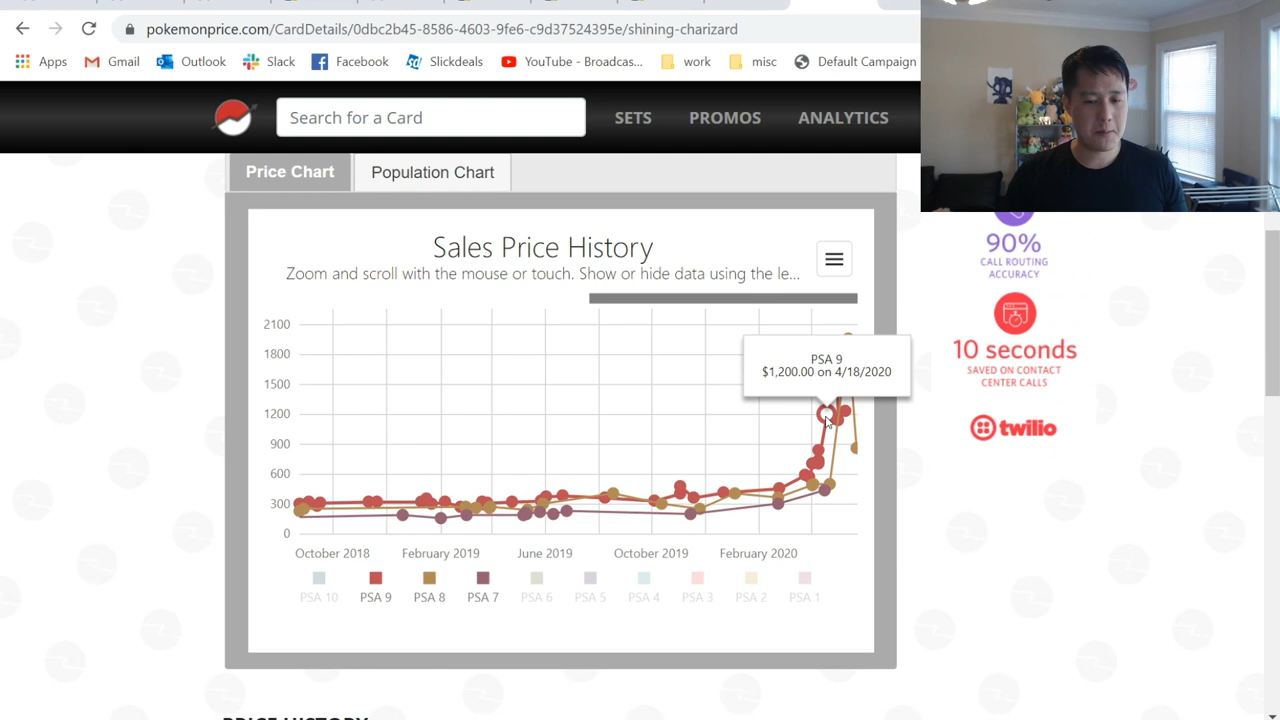 pokemonprice.com/CardDetails/0dbc2b45-8586-4603-9fe6-c9d37524395e/shining-charizard
Apps Gmail Outlook Slack Facebook Slickdeals YouTube - Broadcas... work misc Default Campaign
Search for a Card SETS PROMOS ANALYTICS
Price Chart Population Chart
Sales Price History
Zoom and scroll with the mouse or touch. Show or hide data using the le...
2100
1800
1500
1200
900
600
300
0
PSA 9
$1,200.00 on 4/18/2020
October 2018 February 2019 June 2019 October 2019 February 2020
PSA 10 PSA 9 PSA 8 PSA 7 PSA 6 PSA 5 PSA 4 PSA 3 PSA 2 PSA 1
90%
CALL ROUTING
ACCURACY
10 seconds
SAVED ON CONTACT
CENTER CALLS
twilio
PRICE HISTORY